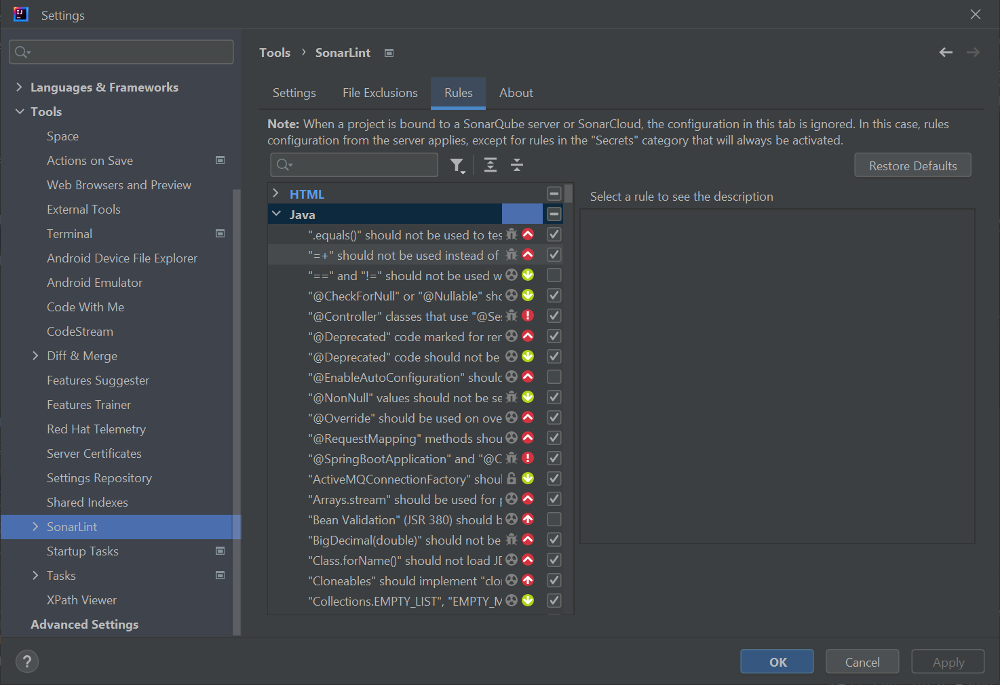 Settings
Tools › SonarLint
Languages & Frameworks
Tools
Space
Actions on Save
Web Browsers and Preview
External Tools
Terminal
Android Device File Explorer
Android Emulator
Code With Me
CodeStream
Diff & Merge
Features Suggester
Features Trainer
Red Hat Telemetry
Server Certificates
Settings Repository
Shared Indexes
SonarLint
Startup Tasks
Tasks
XPath Viewer
Advanced Settings
Settings File Exclusions Rules About
Note: When a project is bound to a SonarQube server or SonarCloud, the configuration in this tab is ignored. In this case, rules
configuration from the server applies, except for rules in the "Secrets" category that will always be activated.
Restore Defaults
HTML
Java
".equals()" should not be used to tes
"=+" should not be used instead of
"==" and "!=" should not be used w
"@CheckForNull" or "@Nullable" sho
"@Controller" classes that use "@Ses
"@Deprecated" code marked for rem
"@Deprecated" code should not be
"@EnableAutoConfiguration" should
"@NonNull" values should not be se
"@Override" should be used on ove
"@RequestMapping" methods shou
"@SpringBootApplication" and "@C
"ActiveMQConnectionFactory" shoul
"Arrays.stream" should be used for p
"Bean Validation" (JSR 380) should b
"BigDecimal(double)" should not be
"Class.forName()" should not load JD
"Cloneables" should implement "clon
"Collections.EMPTY_LIST", "EMPTY_M
Select a rule to see the description
?
OK
Cancel
Apply